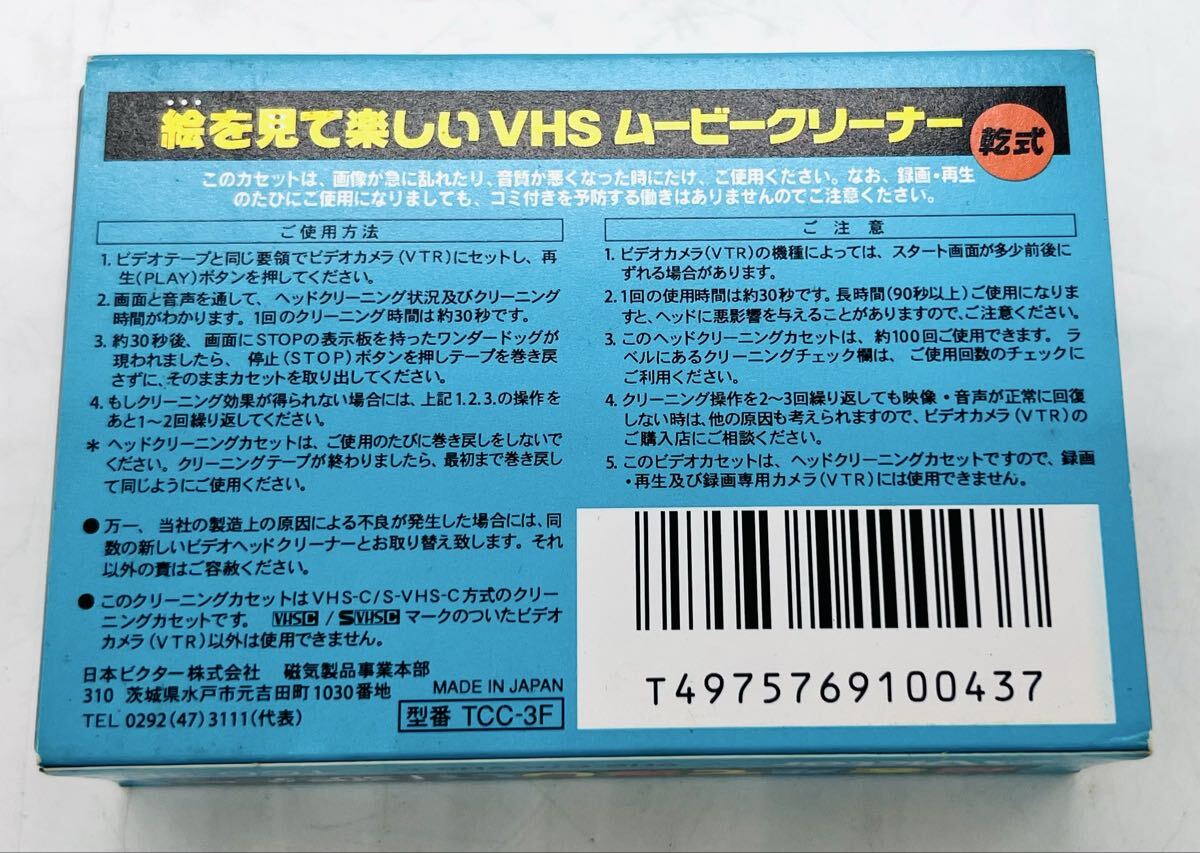 絵を見て楽しいVHSムービークリーナー
乾式
このカセットは、画像が急に乱れたり、音質が悪くなった時にだけ、ご使用ください。なお、録画・再生
のたびにご使用になりましても、ゴミ付きを予防する働きはありませんのでご注意ください。
ご使用方法
1. ビデオテープと同じ要領でビデオカメラ(VTR)にセットし、再
生(PLAY)ボタンを押してください。
2. 画面と音声を通して、ヘッドクリーニング状況及びクリーニング
時間がわかります。1回のクリーニング時間は約30秒です。
3. 約30秒後、画面にSTOPの表示板を持ったワンダードッグが
現われましたら、停止(STOP)ボタンを押しテープを巻き戻
さずに、そのままカセットを取り出してください。
4. もしクリーニング効果が得られない場合には、上記1.2.3.の操作を
あと1〜2回繰り返してください。
* ヘッドクリーニングカセットは、ご使用のたびに巻き戻しをしないで
ください。クリーニングテープが終わりましたら、最初まで巻き戻し
て同じようにご使用ください。
● 万一、当社の製造上の原因による不良が発生した場合には、同
数の新しいビデオヘッドクリーナーとお取り替え致します。それ
以外の責はご容赦ください。
● このクリーニングカセットはVHS-C/S-VHS-C方式のクリー
ニングカセットです。VHSC / SVHSC マークのついたビデオ
カメラ(VTR)以外は使用できません。
日本ビクター株式会社 磁気製品事業本部
310 茨城県水戸市元吉田町1030番地
TEL 0292(47)3111(代表)
MADE IN JAPAN
型番 TCC-3F
ご注意
1. ビデオカメラ(VTR)の機種によっては、スタート画面が多少前後に
ずれる場合があります。
2. 1回の使用時間は約30秒です。長時間(90秒以上)ご使用になりま
すと、ヘッドに悪影響を与えることがありますので、ご注意ください。
3. このヘッドクリーニングカセットは、約100回ご使用できます。ラ
ベルにあるクリーニングチェック欄は、ご使用回数のチェックに
ご利用ください。
4. クリーニング操作を2〜3回繰り返しても映像・音声が正常に回復
しない時は、他の原因も考えられますので、ビデオカメラ(VTR)の
ご購入店にご相談ください。
5. このビデオカセットは、ヘッドクリーニングカセットですので、録画
・再生及び録画専用カメラ(VTR)には使用できません。
T4975769100437